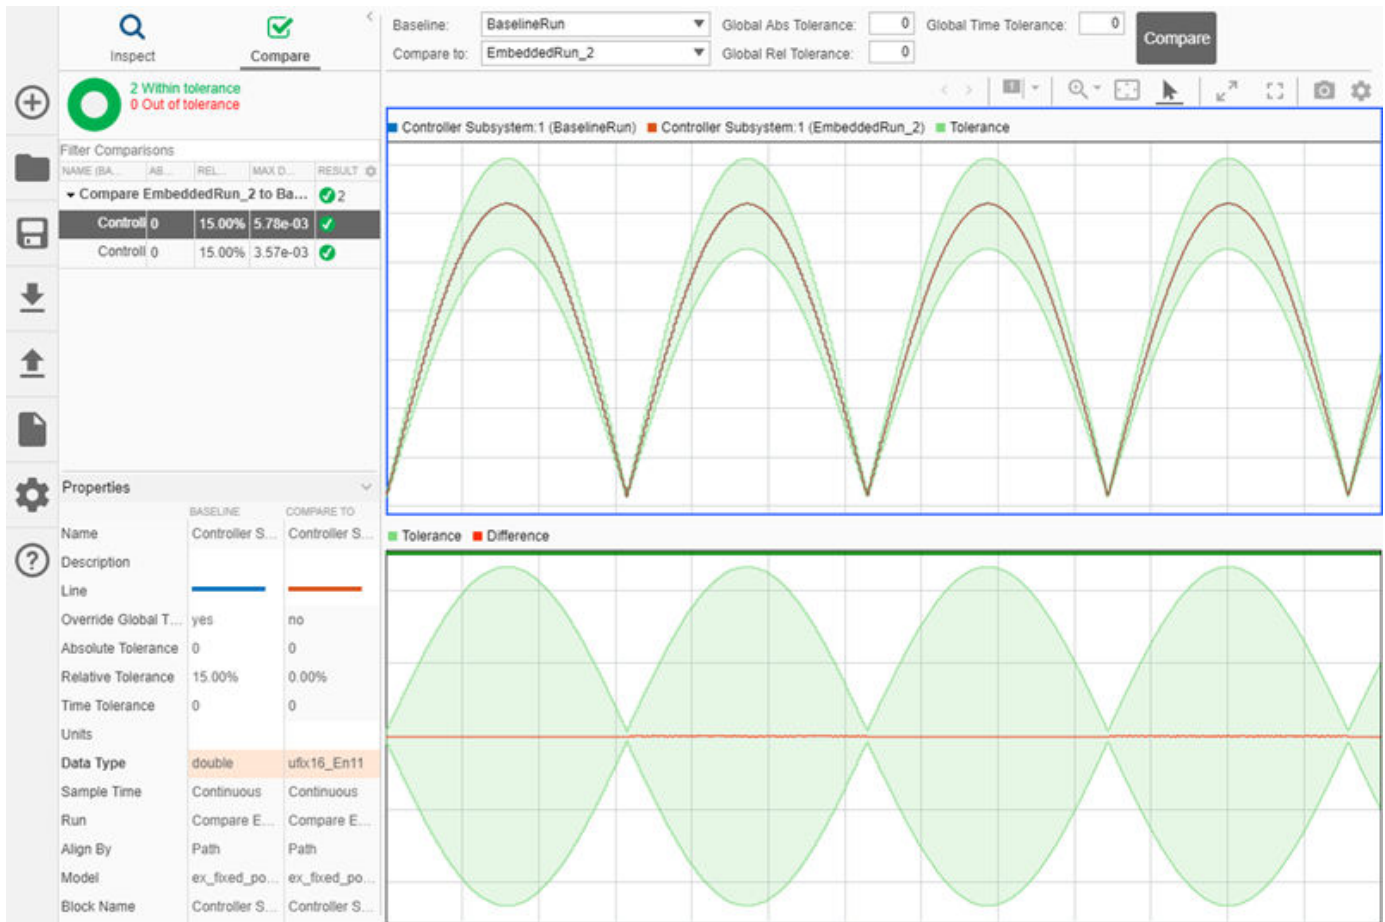 Inspect
Compare
2 Within tolerance
0 Out of tolerance
Filter Comparisons
NAME (BA... AB... REL... MAX D... RESULT
Compare EmbeddedRun_2 to Ba... 2
Controll 0 15.00% 5.78e-03
Controll 0 15.00% 3.57e-03
Properties
BASELINE COMPARE TO
Name Controller S... Controller S...
Description
Line
Override Global T... yes no
Absolute Tolerance 0 0
Relative Tolerance 15.00% 0.00%
Time Tolerance 0 0
Units
Data Type double ufix16_En11
Sample Time Continuous Continuous
Run Compare E... Compare E...
Align By Path Path
Model ex_fixed_po... ex_fixed_po...
Block Name Controller S... Controller S...
Baseline: BaselineRun Global Abs Tolerance: 0 Global Time Tolerance: 0
Compare to: EmbeddedRun_2 Global Rel Tolerance: 0
Compare
Controller Subsystem:1 (BaselineRun) Controller Subsystem:1 (EmbeddedRun_2) Tolerance
Tolerance Difference